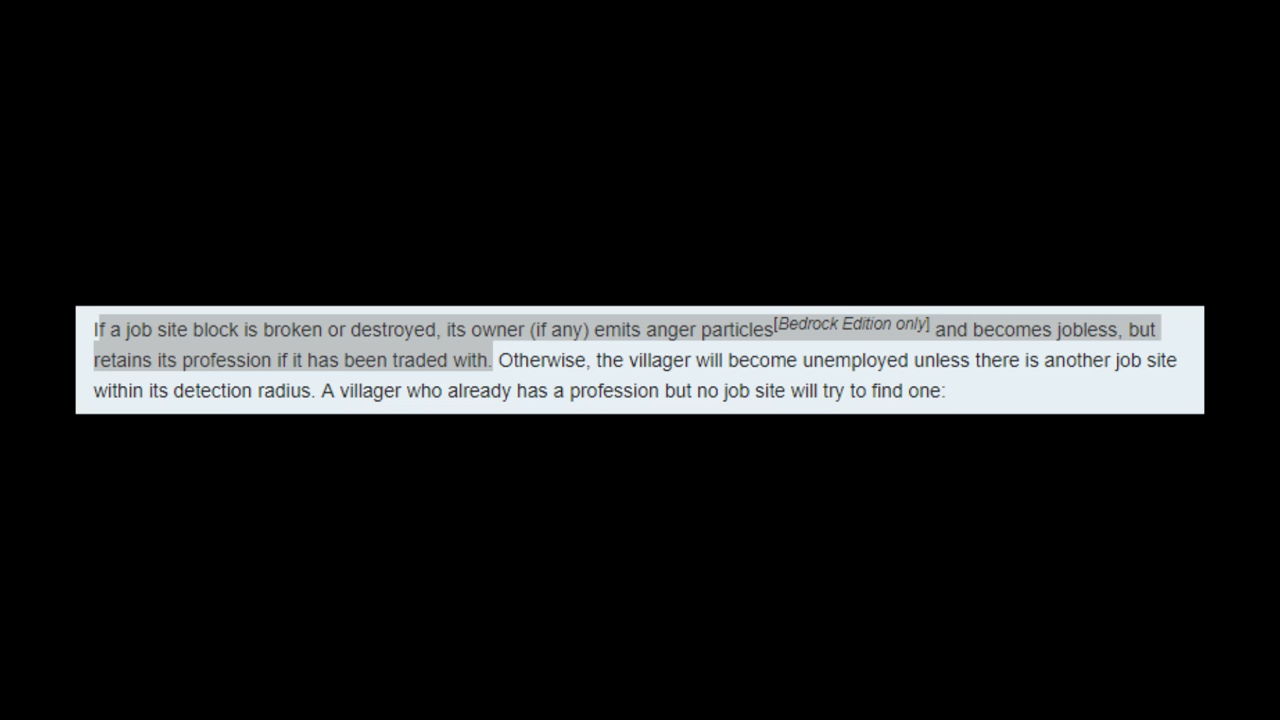 If a job site block is broken or destroyed, its owner (if any) emits anger particles[Bedrock Edition only] and becomes jobless, but
retains its profession if it has been traded with. Otherwise, the villager will become unemployed unless there is another job site
within its detection radius. A villager who already has a profession but no job site will try to find one: